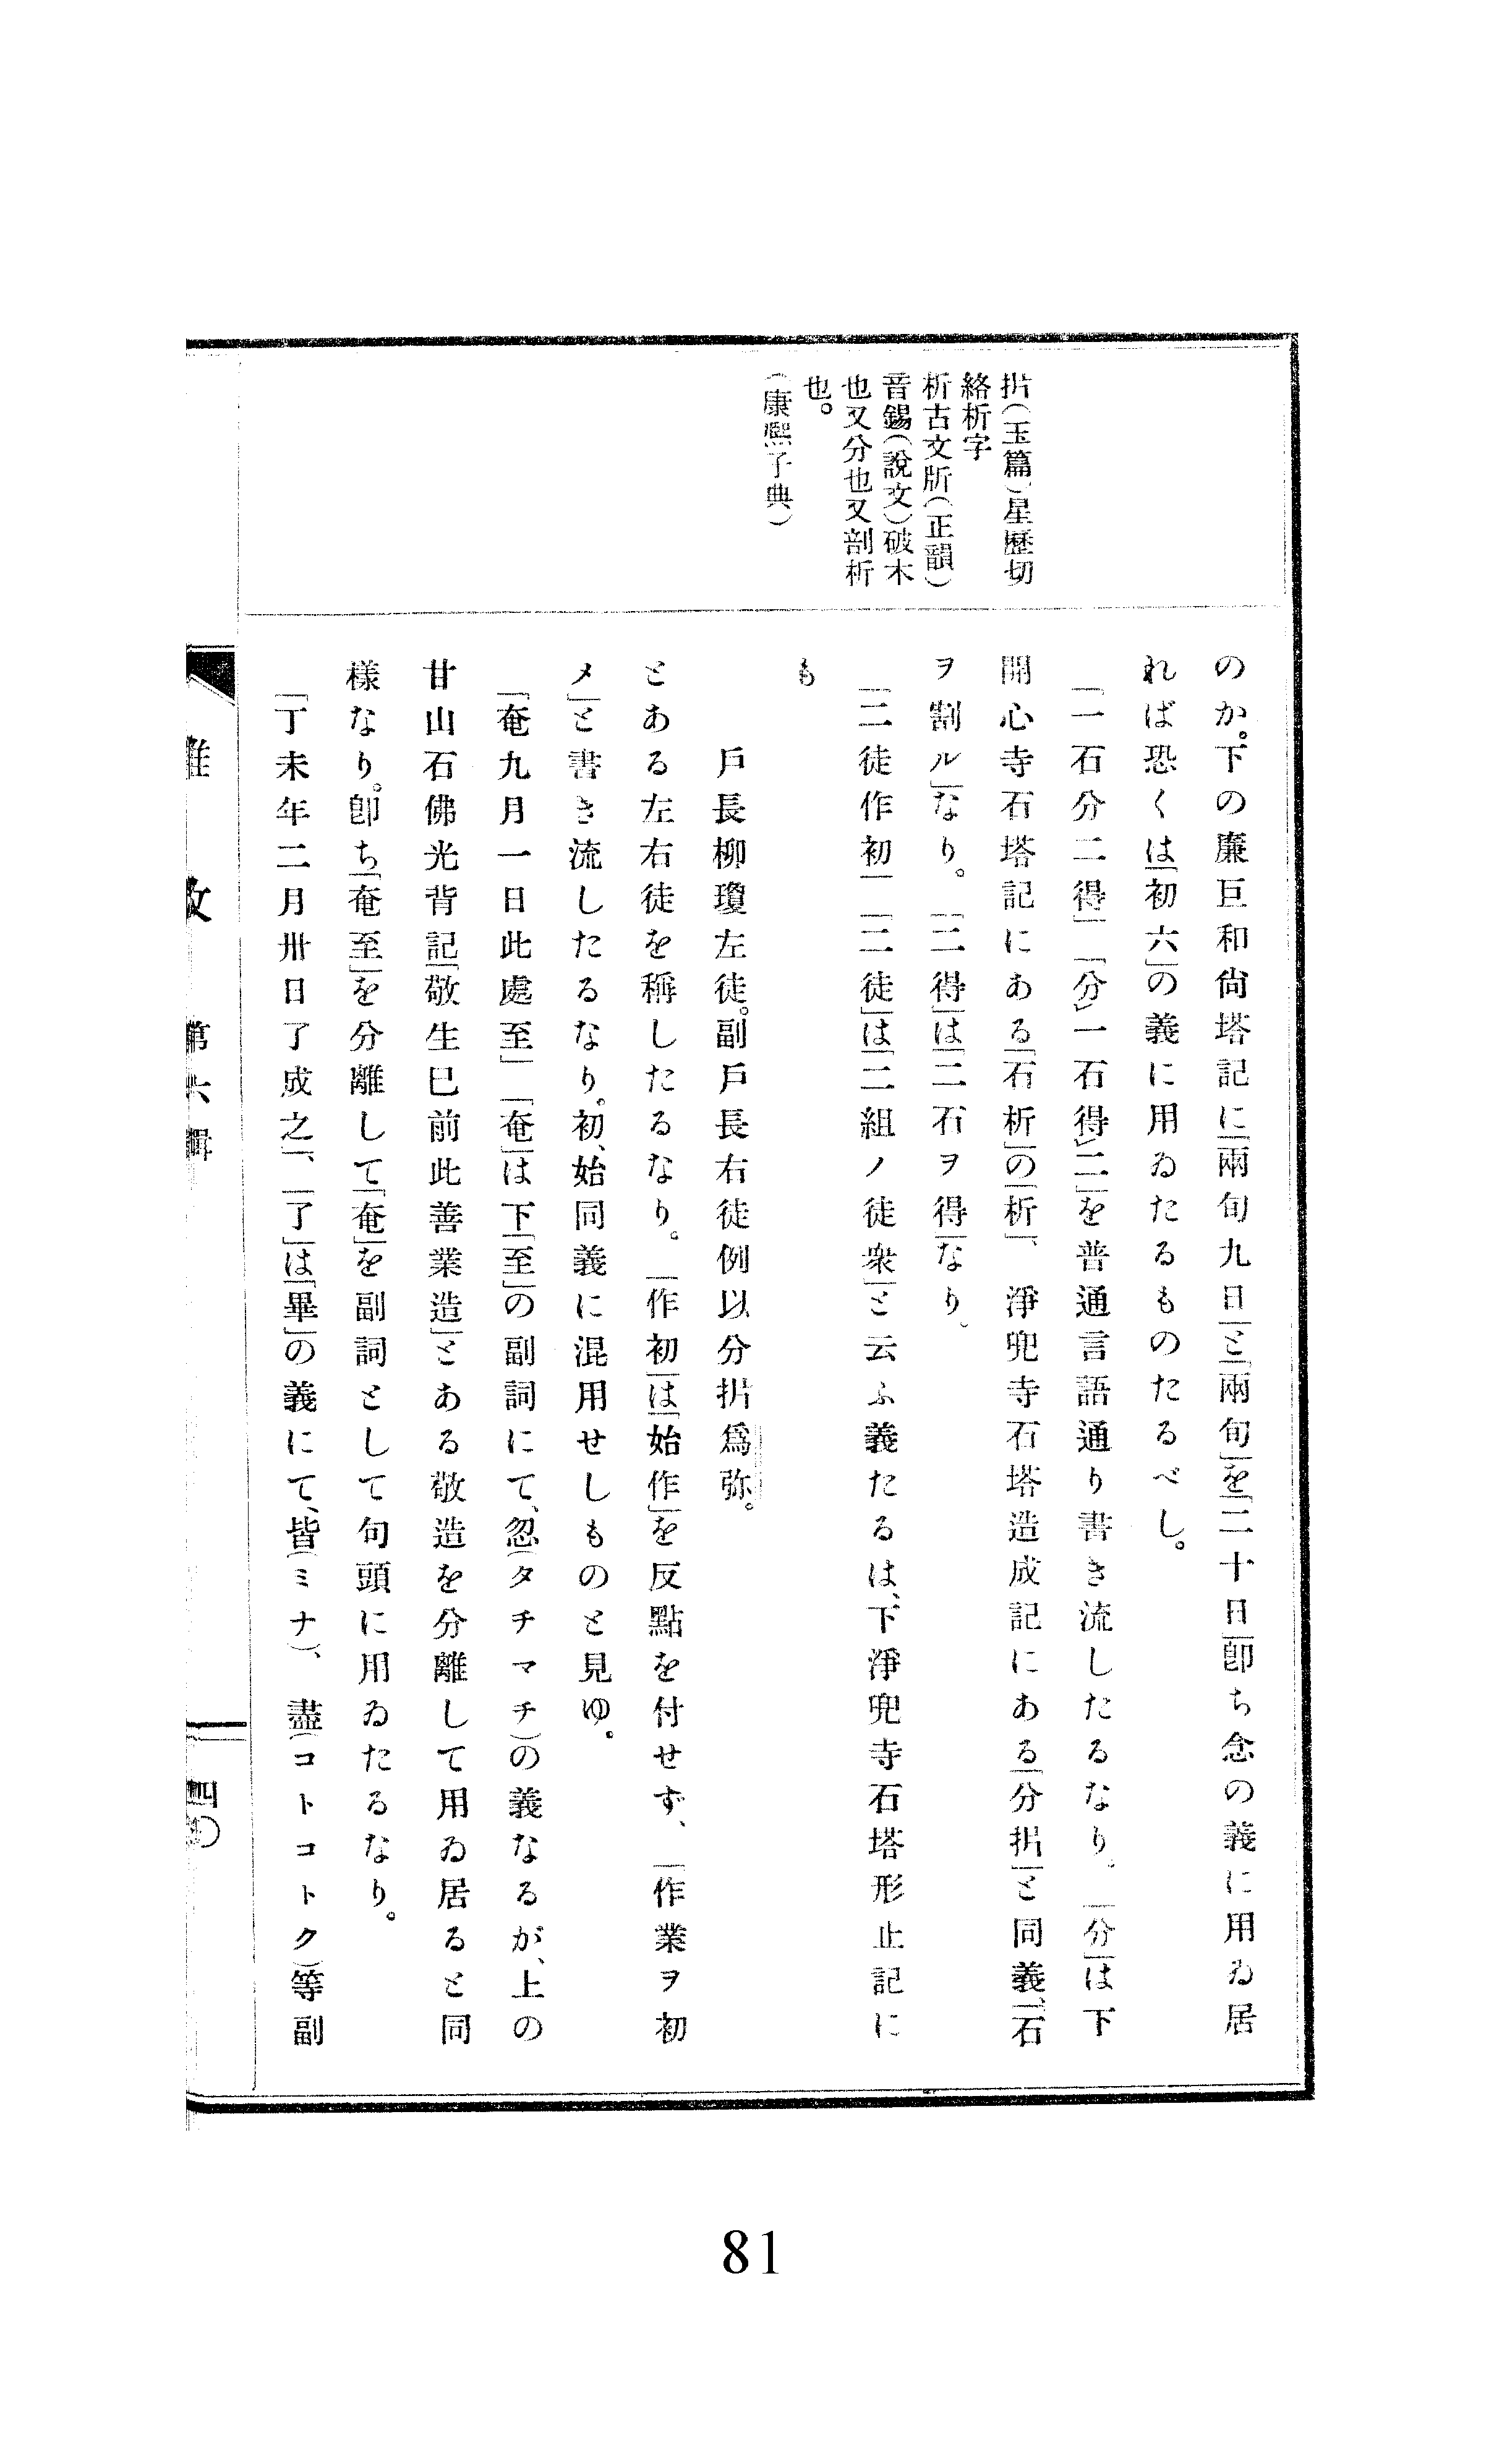 㭊(玉篇)星歷切
絡析字
析古文㪿(正韻)
音錫(說文)破木
也又分也又剖析
也。
(康熙子典)
のか。下の廉巨和尙塔記に「兩旬九日」と「兩旬」を「二十日」卽ち念の義に用ゐ居
れば恐くは「初六」の義に用ゐたるものたるべし。
「一石分二得」「分」一石得」二」を普通言語通り書き流したるなり。「分」は下
開心寺石塔記にある「石析」の「析」、淨兜寺石塔造成記にある「分㭊」と同義、「石
ヲ割ル」なり。「二得」は「二石ヲ得」なり。
「二徒作初」「二徒」は「二組ノ徒衆」と云ふ義たるは、下淨兜寺石塔形止記に
も
戶長柳瓊左徒。副戶長右徒例以分㭊爲弥。
とある左右徒を稱したるなり。「作初」は「始作」を反點を付せず、「作業ヲ初
メ」と書き流したるなり。初、始同義に混用せしものと見ゆ。
「奄九月一日此處至」「奄」は下「至」の副詞にて、忽(タチマチ)の義なるが、上の
甘山石佛光背記「敬生巳前此善業造」とある敬造を分離して用ゐ居ると同
樣なり。卽ち「奄至」を分離して「奄」を副詞として句頭に用ゐたるなり。
「丁未年二月卅日了成之」、「了」は「畢」の義にて、皆(ミナ)、盡(コトコトク)等副
雜攷 第六輯
四〇
81